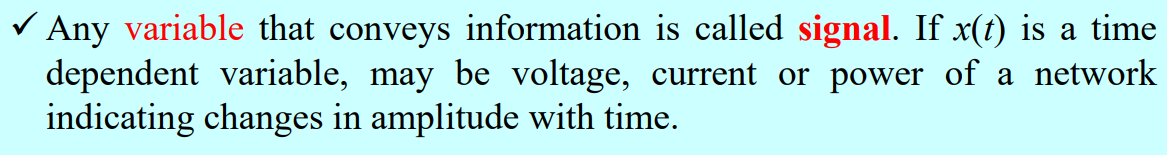 ✓ Any variable that conveys information is called signal. If x(t) is a time
dependent variable, may be voltage, current or power of a network
indicating changes in amplitude with time.